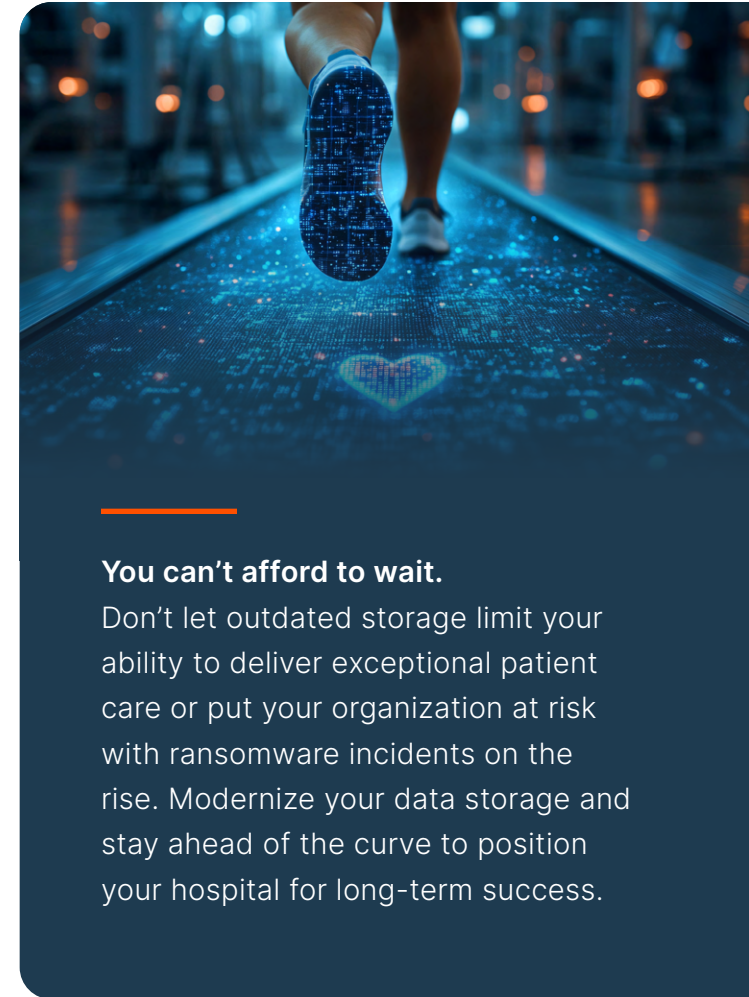 You can’t afford to wait.
Don’t let outdated storage limit your
ability to deliver exceptional patient
care or put your organization at risk
with ransomware incidents on the
rise. Modernize your data storage and
stay ahead of the curve to position
your hospital for long-term success.